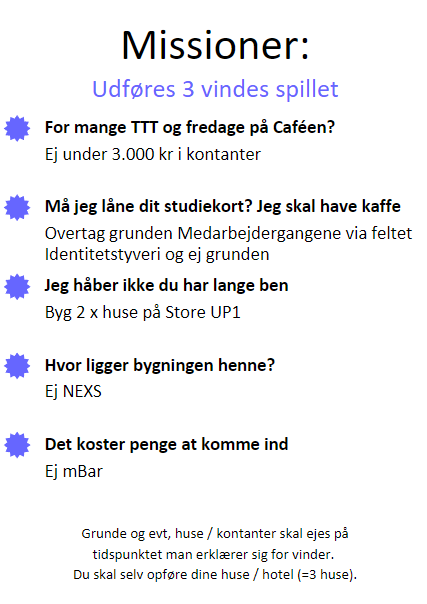 Missioner:
Udføres 3 vindes spillet
For mange TTT og fredage på Caféen?
Ej under 3.000 kr i kontanter
Må jeg låne dit studiekort? Jeg skal have kaffe
Overtag grunden Medarbejdergangene via feltet
Identitetstyveri og ej grunden
Jeg håber ikke du har lange ben
Byg 2 x huse på Store UP1
Hvor ligger bygningen henne?
Ej NEXS
Det koster penge at komme ind
Ej mBar
Grunde og evt, huse / kontanter skal ejes på
tidspunktet man erklærer sig for vinder.
Du skal selv opføre dine huse / hotel (=3 huse).